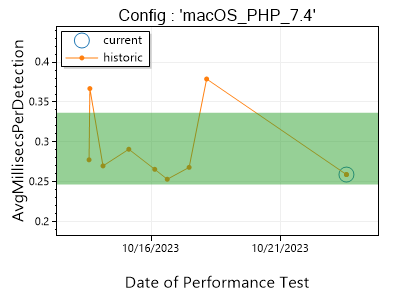 Config : 'macOS_PHP_7.4'
current
historic
AvgMillisecsPerDetection
0.4
0.35
0.3
0.25
0.2
10/16/2023
10/21/2023
Date of Performance Test